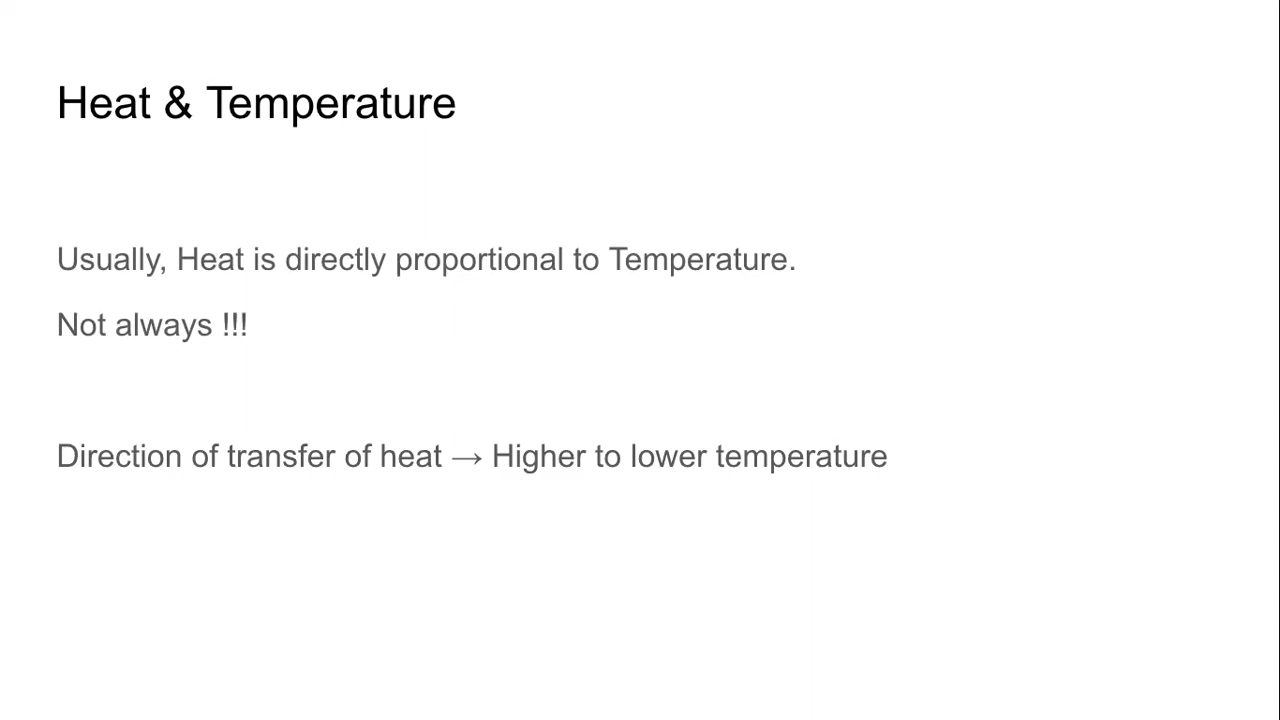 Heat & Temperature
Usually, Heat is directly proportional to Temperature.
Not always !!!
Direction of transfer of heat → Higher to lower temperature